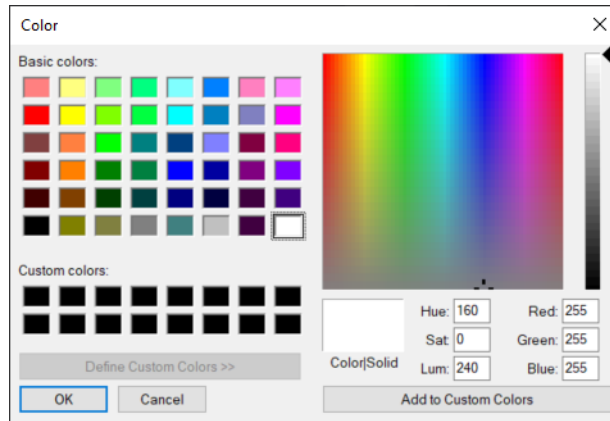 Color
Basic colors:
Custom colors:
Define Custom Colors >>
OK
Cancel
Color|Solid
Hue: 160
Sat: 0
Lum: 240
Red: 255
Green: 255
Blue: 255
Add to Custom Colors